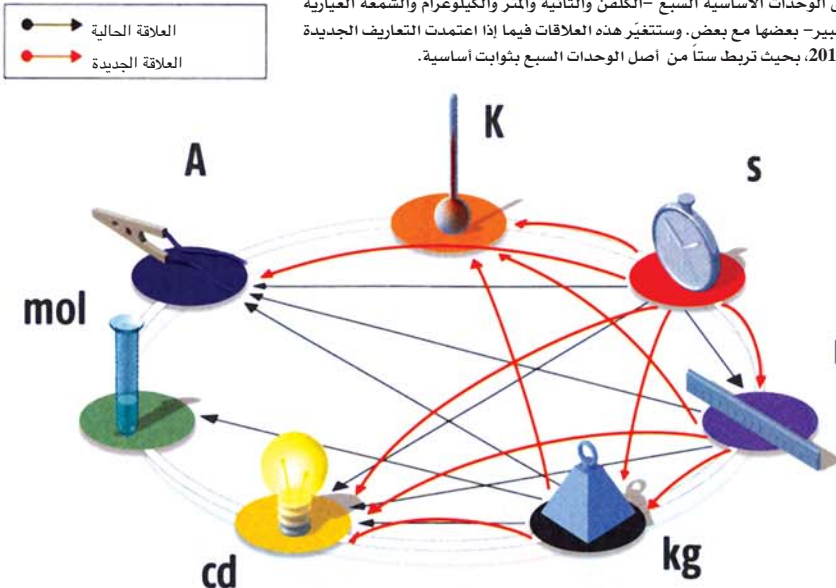 الوحدات الأساسية السبع –الكلفن والثانية والمتر والكيلوغرام والشمعة العيارية
بعضها مع بعض. وستتغيّر هذه العلاقات فيما إذا اعتمدت التعاريف الجديدة
201، بحيث تربط ستاً من أصل الوحدات السبع بثوابت أساسية.
العلاقة الحالية
العلاقة الجديدة
K
A
s
mol
cd
kg